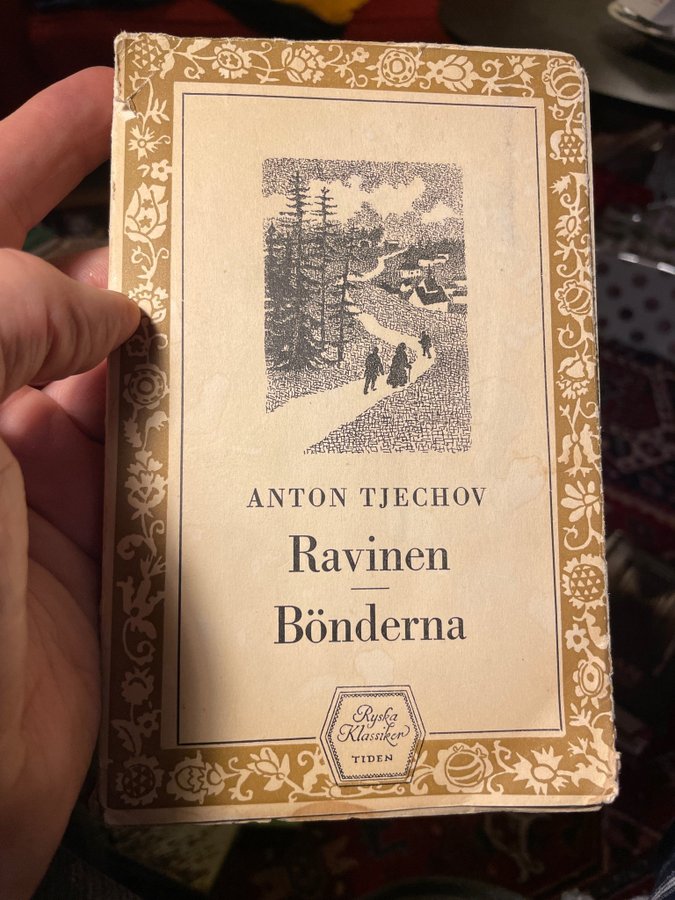 ANTON TJECHOV
Ravinen
Bönderna
Ryska
Klassiker
TIDEN